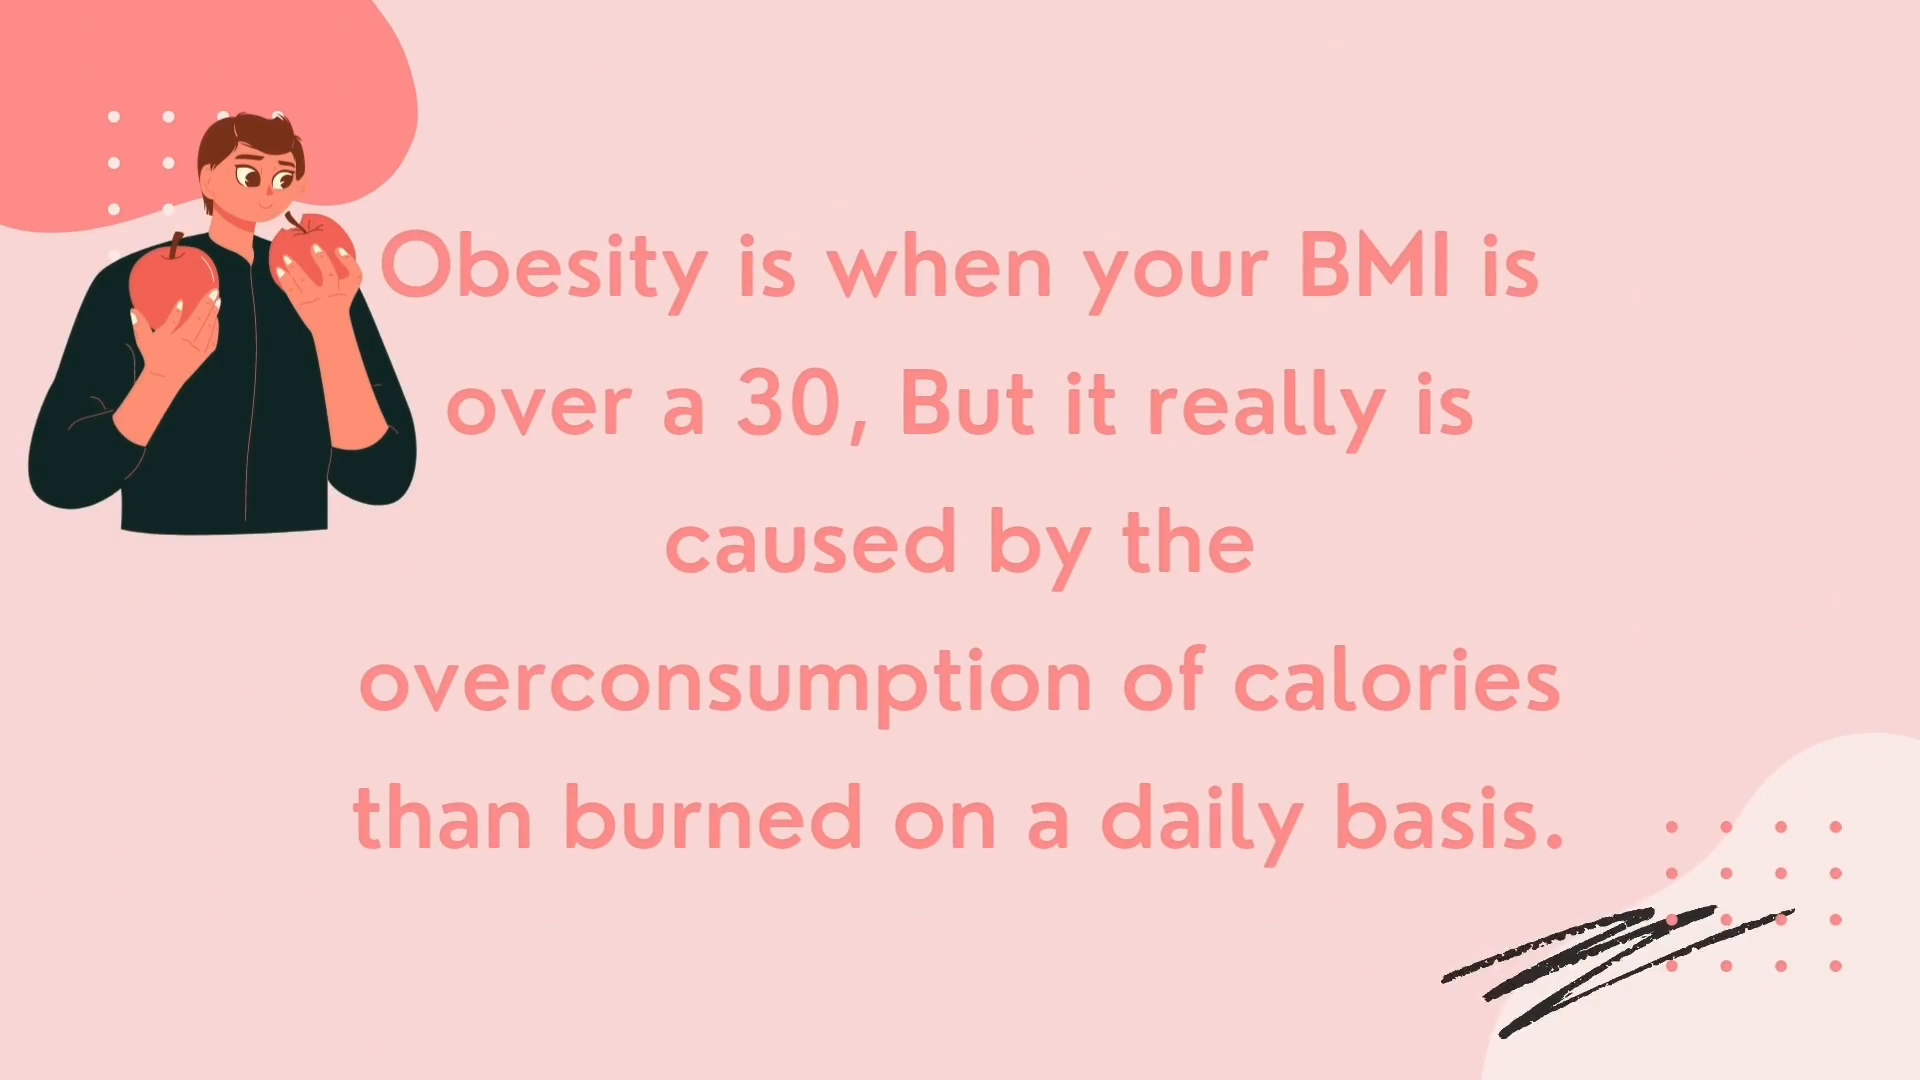 Obesity is when your BMI is
over a 30, But it really is
caused by the
overconsumption of calories
than burned on a daily basis.